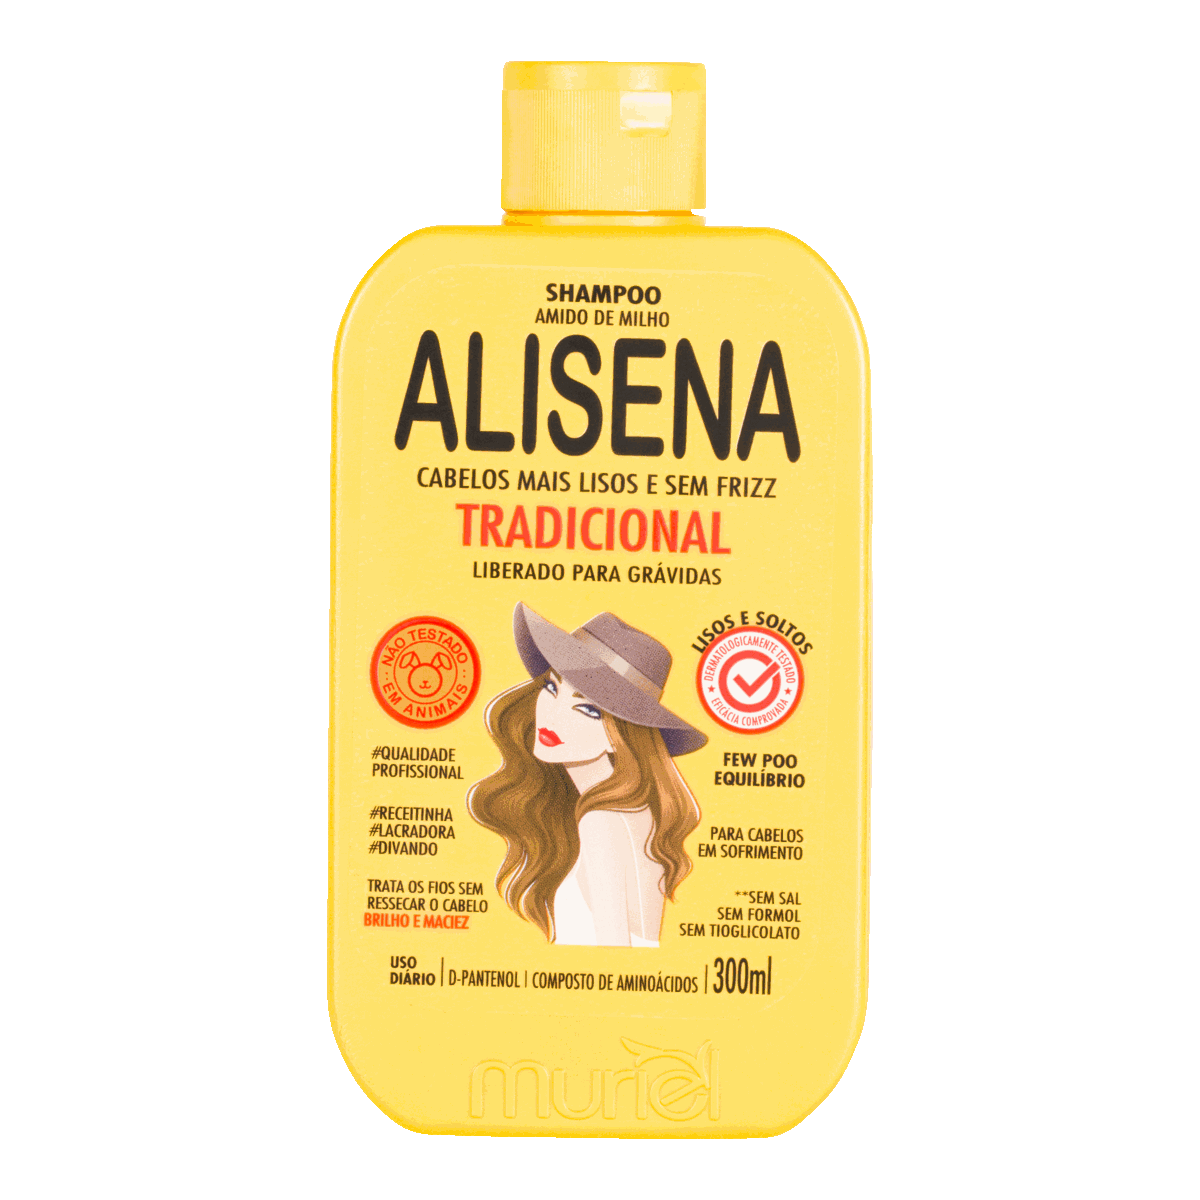 SHAMPOO
AMIDO DE MILHO
ALISENA
CABELOS MAIS LISOS E SEM FRIZZ
TRADICIONAL
LIBERADO PARA GRÁVIDAS
NÃO TESTADO
EM ANIMAIS
LISOS E SOLTOS
DERMATOLOGICAMENTE TESTADO
EFICÁCIA COMPROVADA
#QUALIDADE
PROFISSIONAL
FEW POO
EQUILÍBRIO
#RECEITINHA
#LACRADORA
#DIVANDO
PARA CABELOS
EM SOFRIMENTO
TRATA OS FIOS SEM
RESSECAR O CABELO
BRILHO E MACIEZ
**SEM SAL
SEM FORMOL
SEM TIOGLICOLATO
USO
DIÁRIO | D-PANTENOL | COMPOSTO DE AMINOÁCIDOS | 300ml
muriel